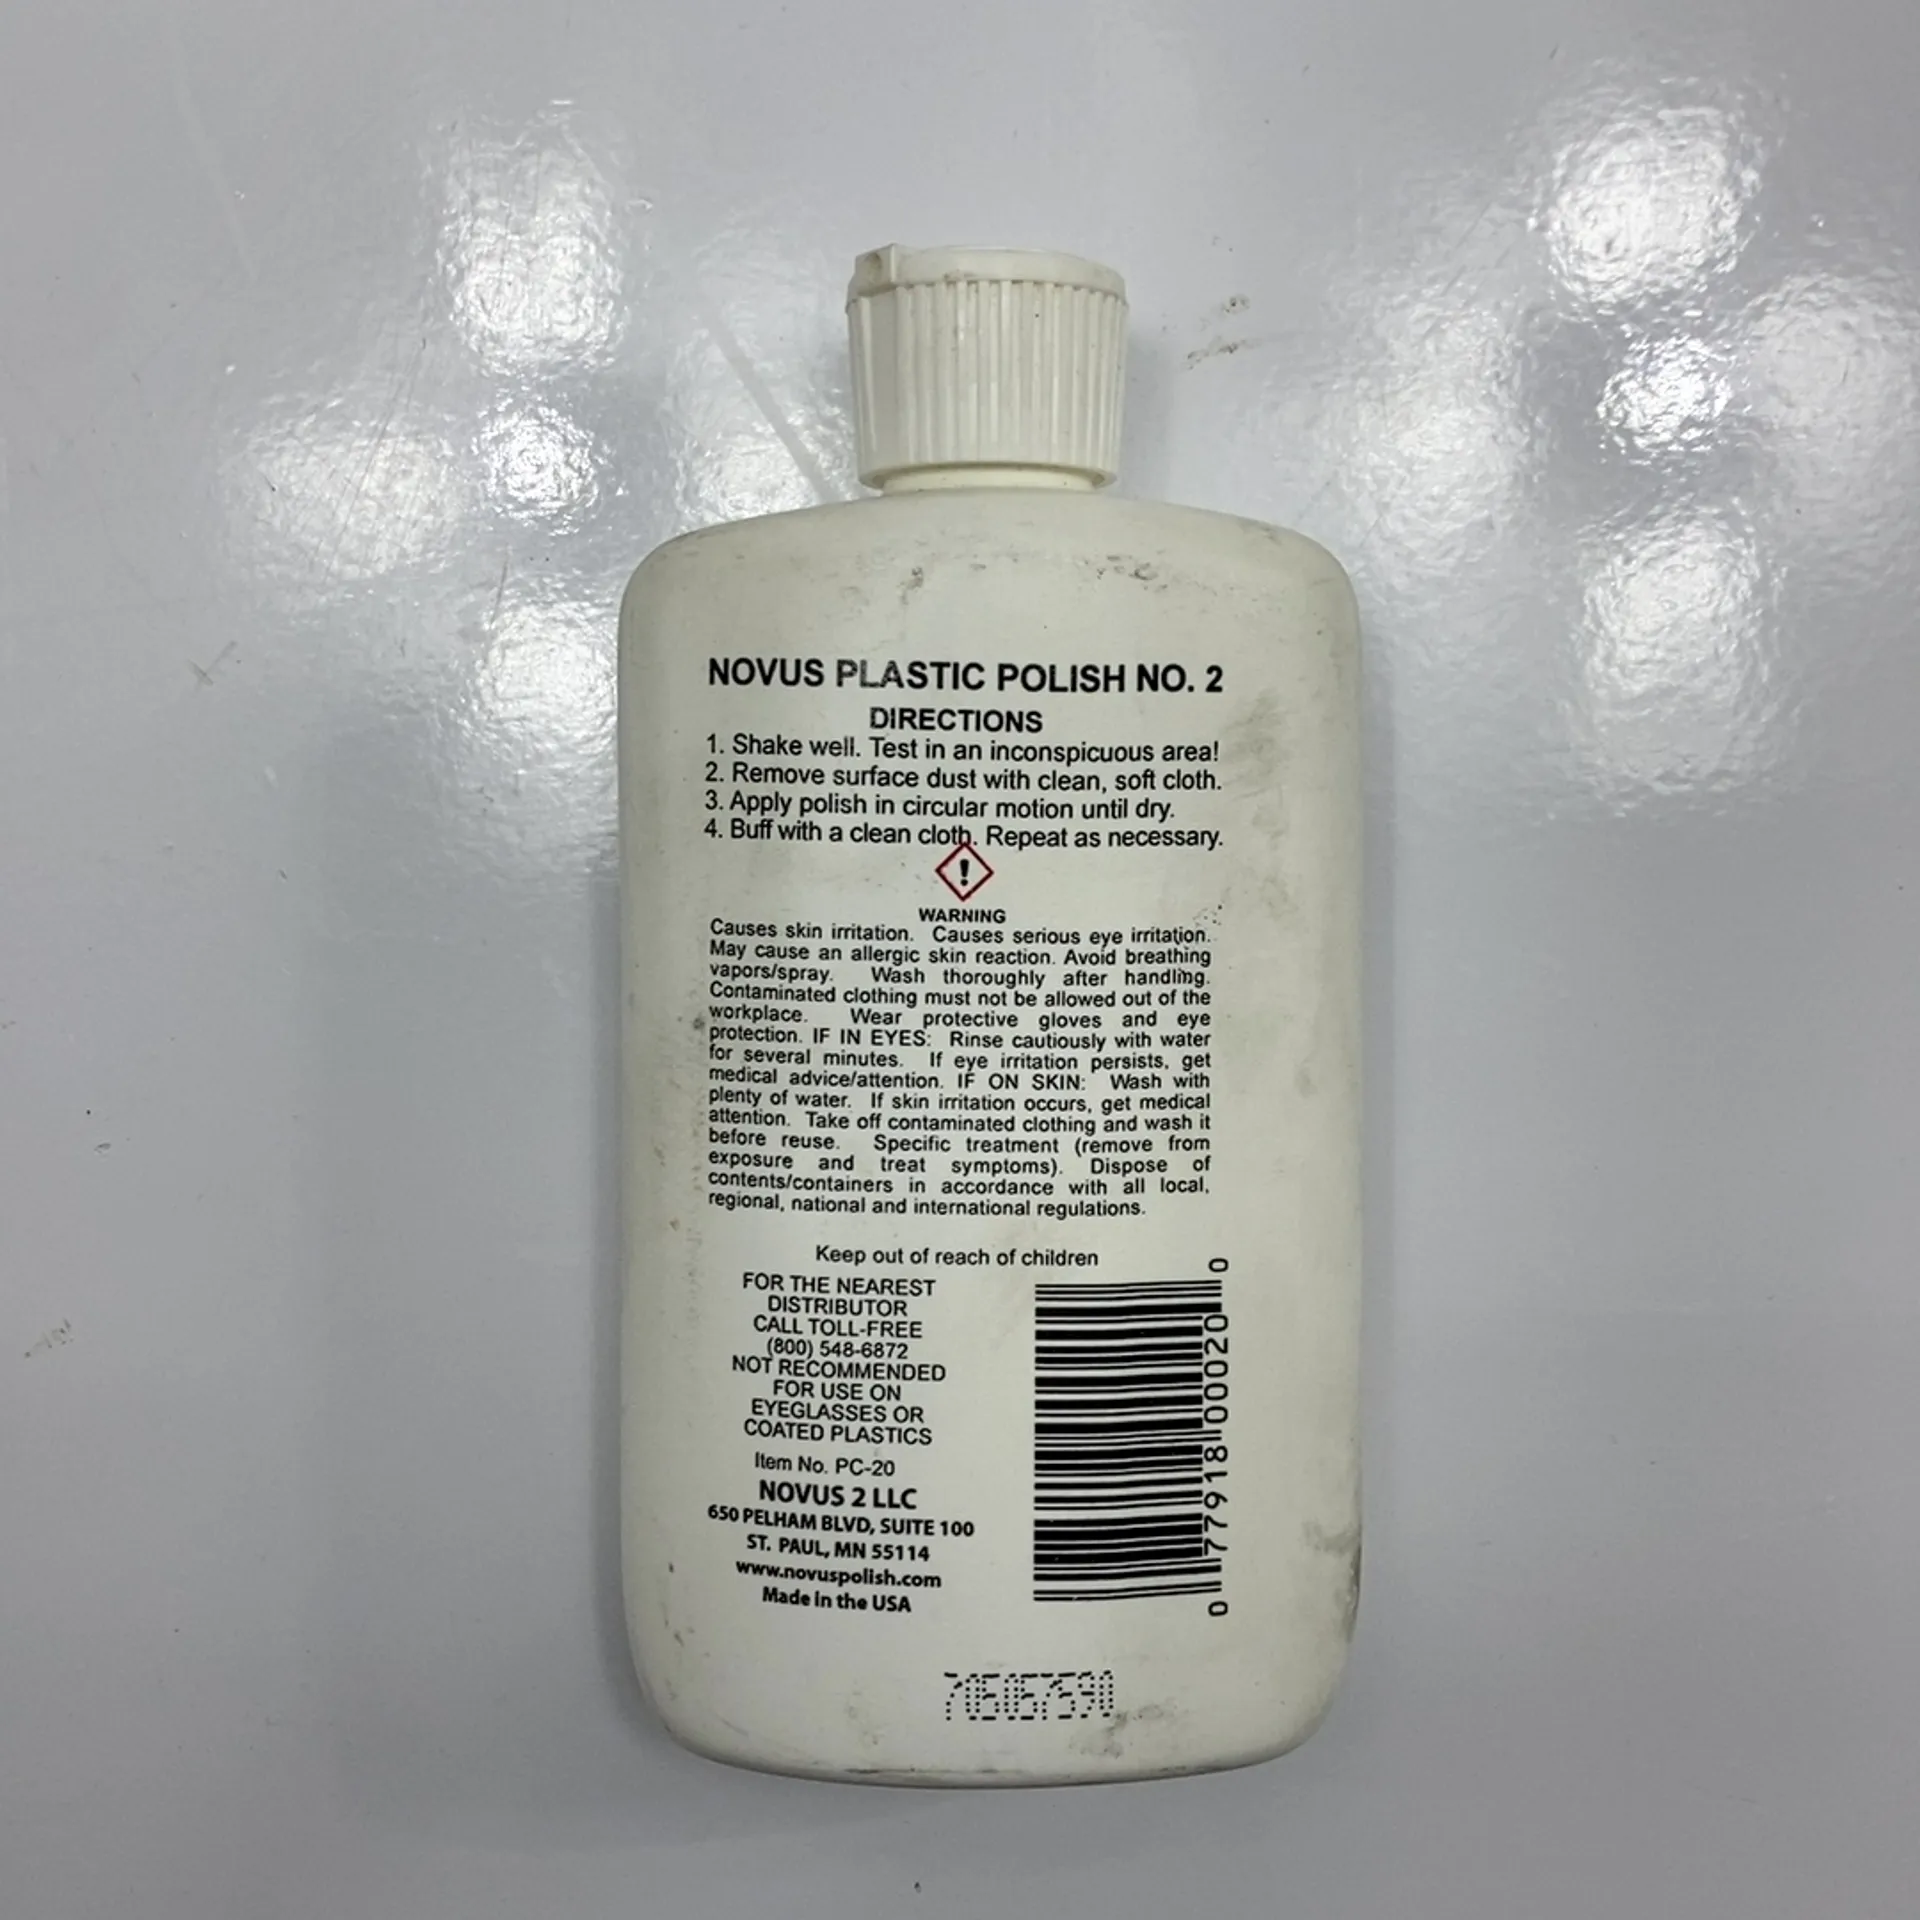 NOVUS PLASTIC POLISH NO. 2
DIRECTIONS
1. Shake well. Test in an inconspicuous area!
2. Remove surface dust with clean, soft cloth.
3. Apply polish in circular motion until dry.
4. Buff with a clean cloth. Repeat as necessary.
!
WARNING
Causes skin irritation. Causes serious eye irritation.
May cause an allergic skin reaction. Avoid breathing
vapors/spray. Wash thoroughly after handling.
Contaminated clothing must not be allowed out of the
workplace. Wear protective gloves and eye
protection. IF IN EYES: Rinse cautiously with water
for several minutes. If eye irritation persists, get
medical advice/attention. IF ON SKIN: Wash with
plenty of water. If skin irritation occurs, get medical
attention. Take off contaminated clothing and wash it
before reuse. Specific treatment (remove from
exposure and treat symptoms). Dispose of
contents/containers in accordance with all local,
regional, national and international regulations.
Keep out of reach of children
FOR THE NEAREST
DISTRIBUTOR
CALL TOLL-FREE
(800) 548-6872
NOT RECOMMENDED
FOR USE ON
EYEGLASSES OR
COATED PLASTICS
Item No. PC-20
NOVUS 2 LLC
650 PELHAM BLVD, SUITE 100
ST. PAUL, MN 55114
www.novuspolish.com
Made in the USA
0 77918 00020 0
705057590